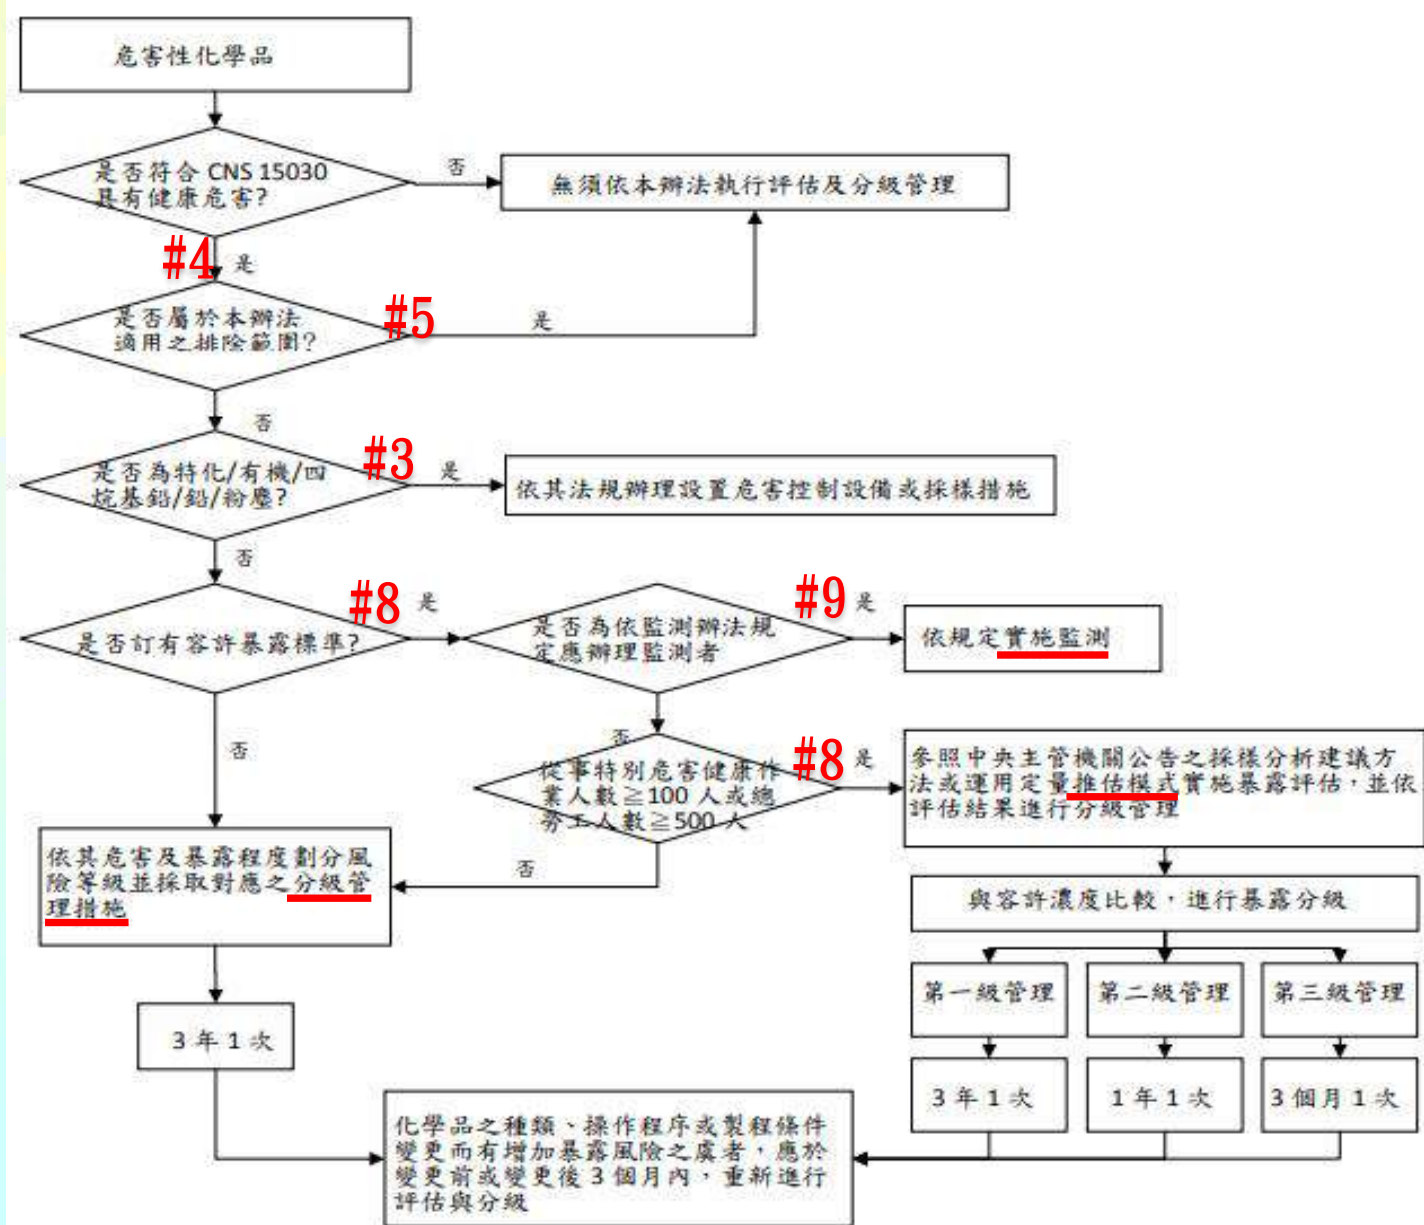 危害性化學品
是否符合 CNS 15030
具有健康危害?
否
無須依本辦法執行評估及分級管理
#4
是
是否屬於本辦法
適用之排除範圍?
#5
是
否
是否為特化/有機/四
烷基鉛/鉛/粉塵?
#3
是
依其法規辦理設置危害控制設備或採樣措施
否
是否訂有容許暴露標準?
#8
是
是否為依監測辦法規
定應辦理監測者
#9
是
依規定實施監測
否
否
從事特別危害健康作
業人數≧100 人或總
勞工人數≧500 人
#8
是
參照中央主管機關公告之採樣分析建議方
法或運用定量推估模式實施暴露評估，並依
評估結果進行分級管理
否
依其危害及暴露程度劃分風
險等級並採取對應之分級管
理措施
與容許濃度比較，進行暴露分級
第一級管理
第二級管理
第三級管理
3 年 1 次
3 年 1 次
1 年 1 次
3 個月 1 次
化學品之種類、操作程序或製程條件
變更而有增加暴露風險之虞者，應於
變更前或變更後 3 個月內，重新進行
評估與分級